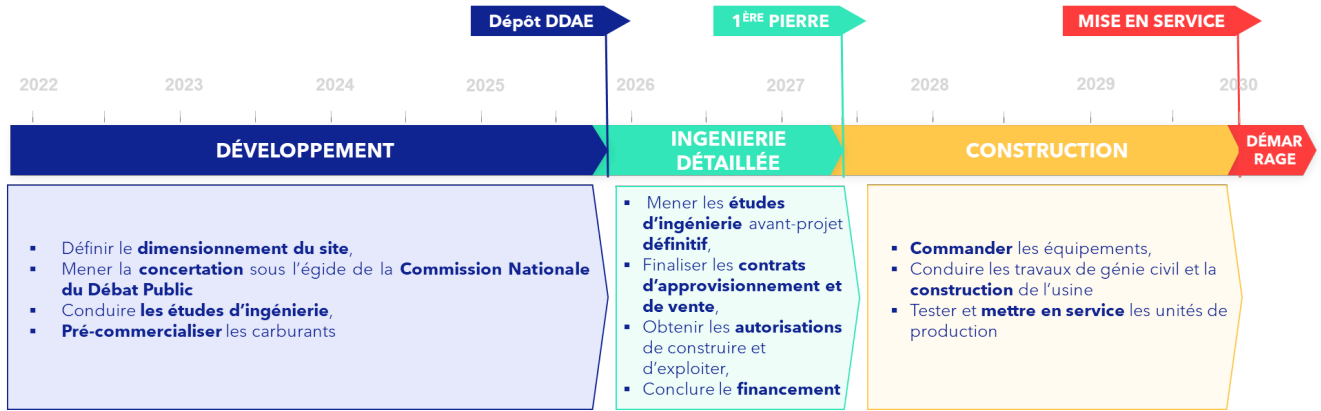 Dépôt DDAE
1ÈRE PIERRE
MISE EN SERVICE
2022
2023
2024
2025
2026
2027
2028
2029
2030
DÉVELOPPEMENT
INGENIERIE
DÉTAILLÉE
CONSTRUCTION
DÉMAR
RAGE
▪ Définir le dimensionnement du site,
▪ Mener la concertation sous l’égide de la Commission Nationale
du Débat Public
▪ Conduire les études d’ingénierie,
▪ Pré-commercialiser les carburants
▪ Mener les études
d’ingénierie avant-projet
définitif,
▪ Finaliser les contrats
d’approvisionnement et
de vente,
▪ Obtenir les autorisations
de construire et
d’exploiter,
▪ Conclure le financement
▪ Commander les équipements,
▪ Conduire les travaux de génie civil et la
construction de l’usine
▪ Tester et mettre en service les unités de
production